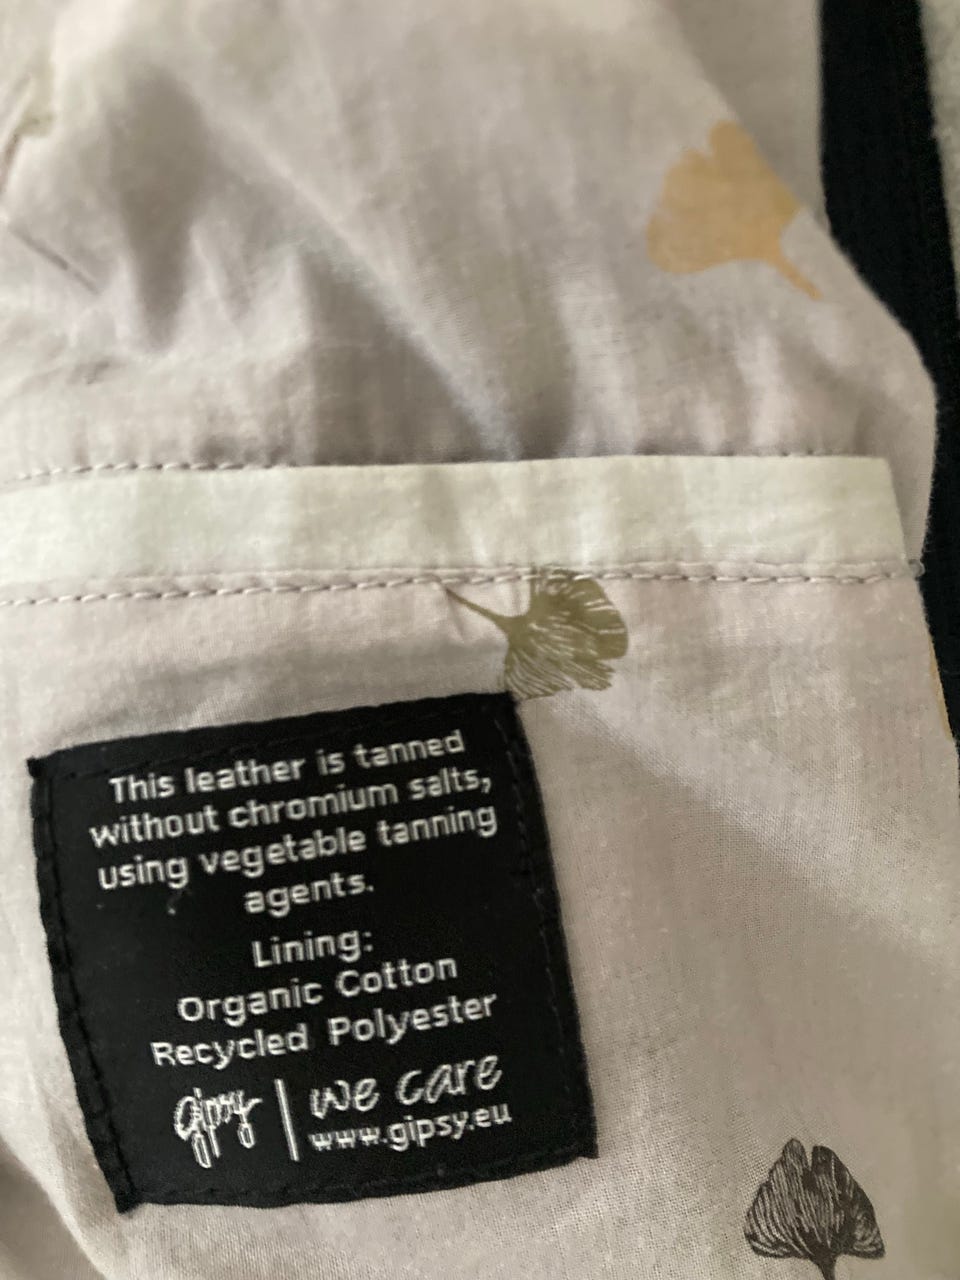 This leather is tanned
without chromium salts,
using vegetable tanning
agents.
Lining:
Organic Cotton
Recycled Polyester
gipsy | we care
www.gipsy.eu